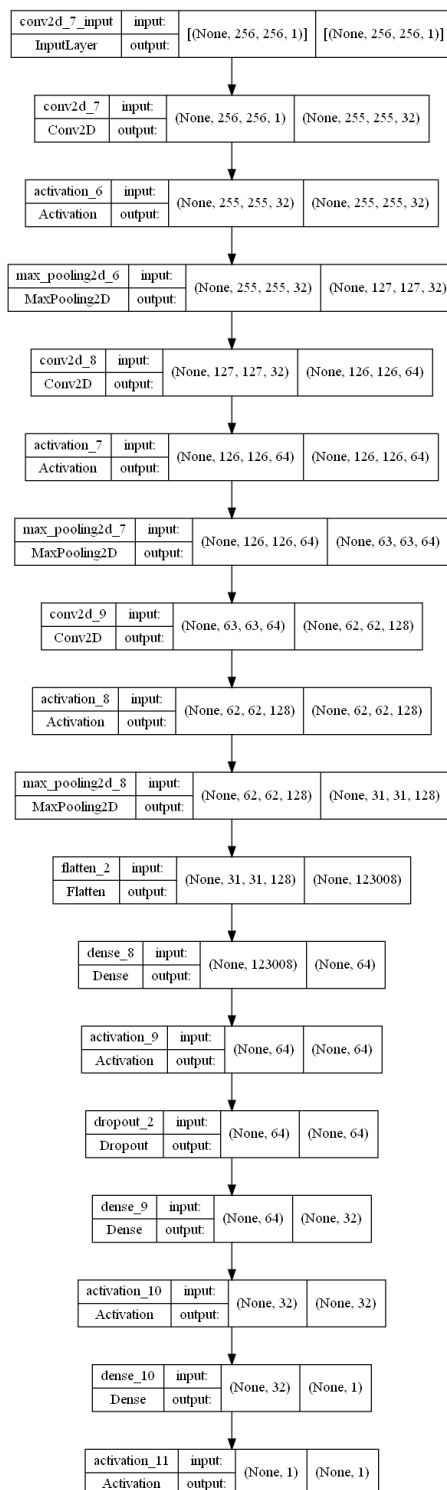 conv2d_7_input input: [(None, 256, 256, 1)] [(None, 256, 256, 1)]
InputLayer output:
conv2d_7 input: (None, 256, 256, 1) (None, 255, 255, 32)
Conv2D output:
activation_6 input: (None, 255, 255, 32) (None, 255, 255, 32)
Activation output:
max_pooling2d_6 input: (None, 255, 255, 32) (None, 127, 127, 32)
MaxPooling2D output:
conv2d_8 input: (None, 127, 127, 32) (None, 126, 126, 64)
Conv2D output:
activation_7 input: (None, 126, 126, 64) (None, 126, 126, 64)
Activation output:
max_pooling2d_7 input: (None, 126, 126, 64) (None, 63, 63, 64)
MaxPooling2D output:
conv2d_9 input: (None, 63, 63, 64) (None, 62, 62, 128)
Conv2D output:
activation_8 input: (None, 62, 62, 128) (None, 62, 62, 128)
Activation output:
max_pooling2d_8 input: (None, 62, 62, 128) (None, 31, 31, 128)
MaxPooling2D output:
flatten_2 input: (None, 31, 31, 128) (None, 123008)
Flatten output:
dense_8 input: (None, 123008) (None, 64)
Dense output:
activation_9 input: (None, 64) (None, 64)
Activation output:
dropout_2 input: (None, 64) (None, 64)
Dropout output:
dense_9 input: (None, 64) (None, 32)
Dense output:
activation_10 input: (None, 32) (None, 32)
Activation output:
dense_10 input: (None, 32) (None, 1)
Dense output:
activation_11 input: (None, 1) (None, 1)
Activation output: